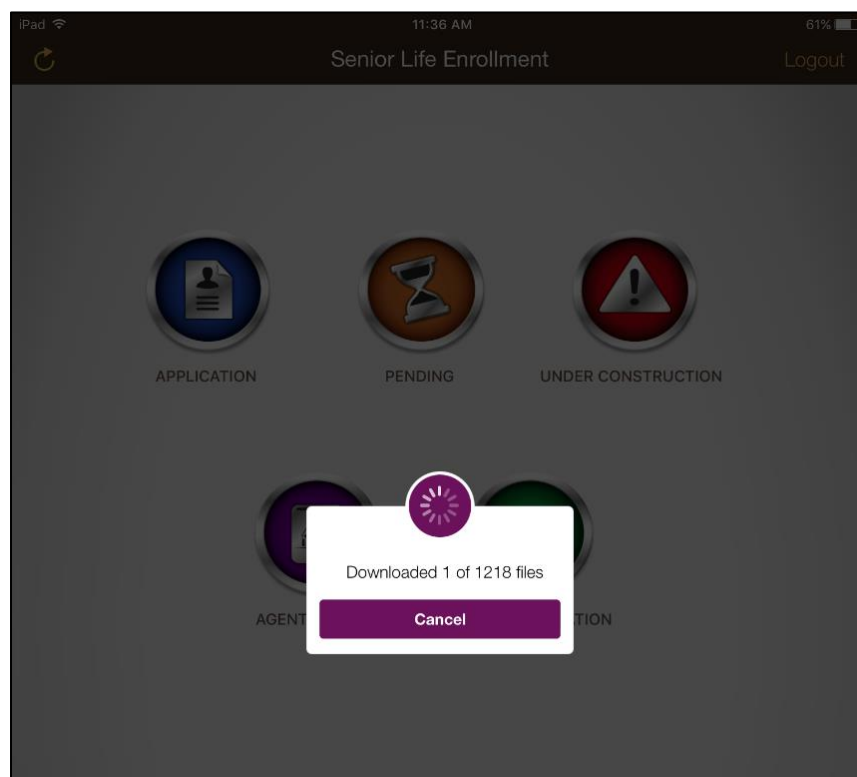 iPad 11:36 AM 61%
Senior Life Enrollment Logout
APPLICATION PENDING UNDER CONSTRUCTION
Downloaded 1 of 1218 files
Cancel
AGENT TION